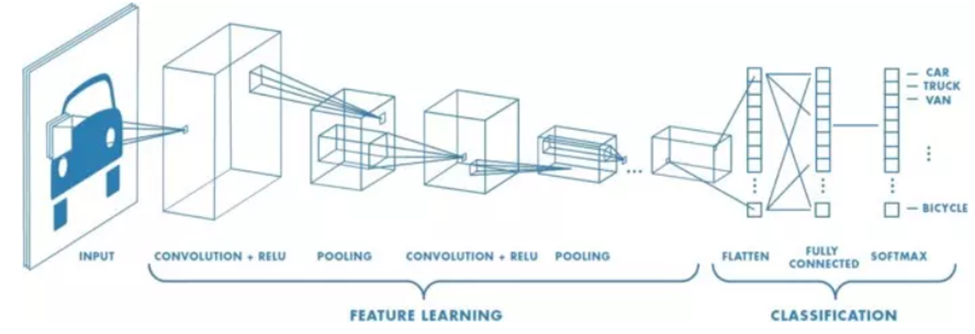 CAR
TRUCK
VAN
BICYCLE
INPUT
CONVOLUTION + RELU
POOLING
CONVOLUTION + RELU
POOLING
FLATTEN
FULLY
CONNECTED
SOFTMAX
FEATURE LEARNING
CLASSIFICATION